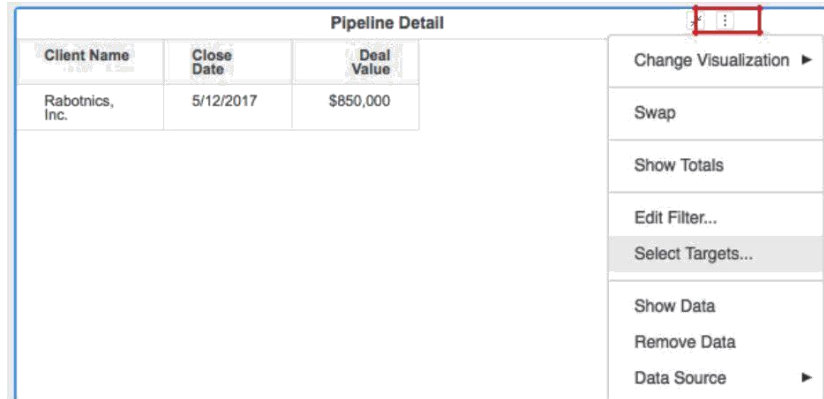 Pipeline Detail
Client Name
Close
Date
Deal
Value
Rabotnics,
Inc.
5/12/2017
$850,000
Change Visualization
Swap
Show Totals
Edit Filter...
Select Targets...
Show Data
Remove Data
Data Source